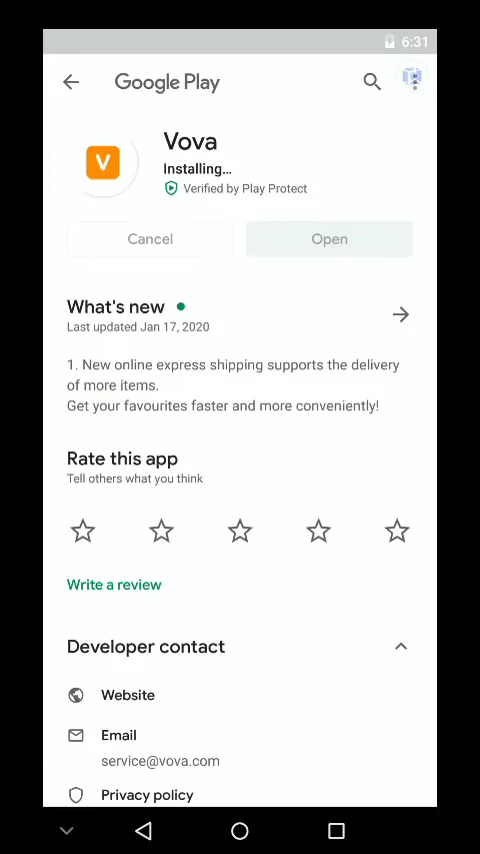 6:31
Google Play
V
Vova
Installing...
Verified by Play Protect
Cancel
Open
What's new
Last updated Jan 17, 2020
1. New online express shipping supports the delivery
of more items.
Get your favourites faster and more conveniently!
Rate this app
Tell others what you think
Write a review
Developer contact
Website
Email
service@vova.com
Privacy policy